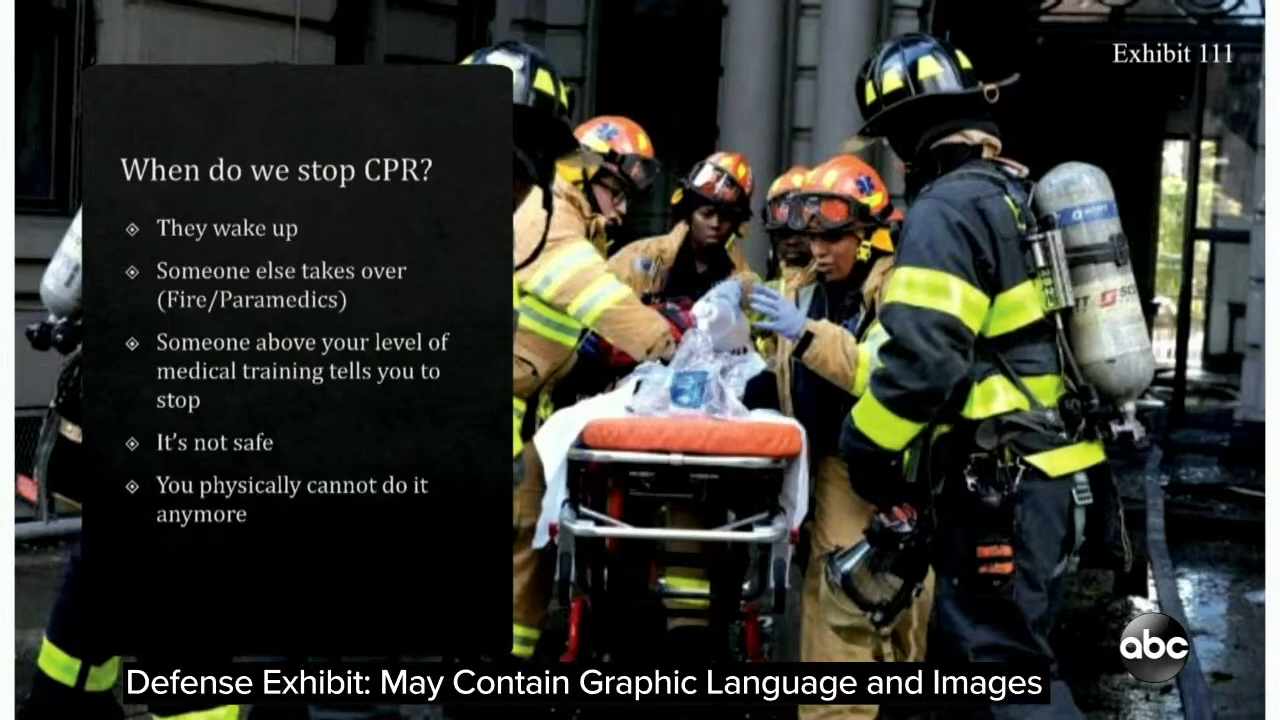 Exhibit 111
When do we stop CPR?
They wake up
Someone else takes over
(Fire/Paramedics)
Someone above your level of
medical training tells you to
stop
It's not safe
You physically cannot do it
anymore
abc
Defense Exhibit: May Contain Graphic Language and Images